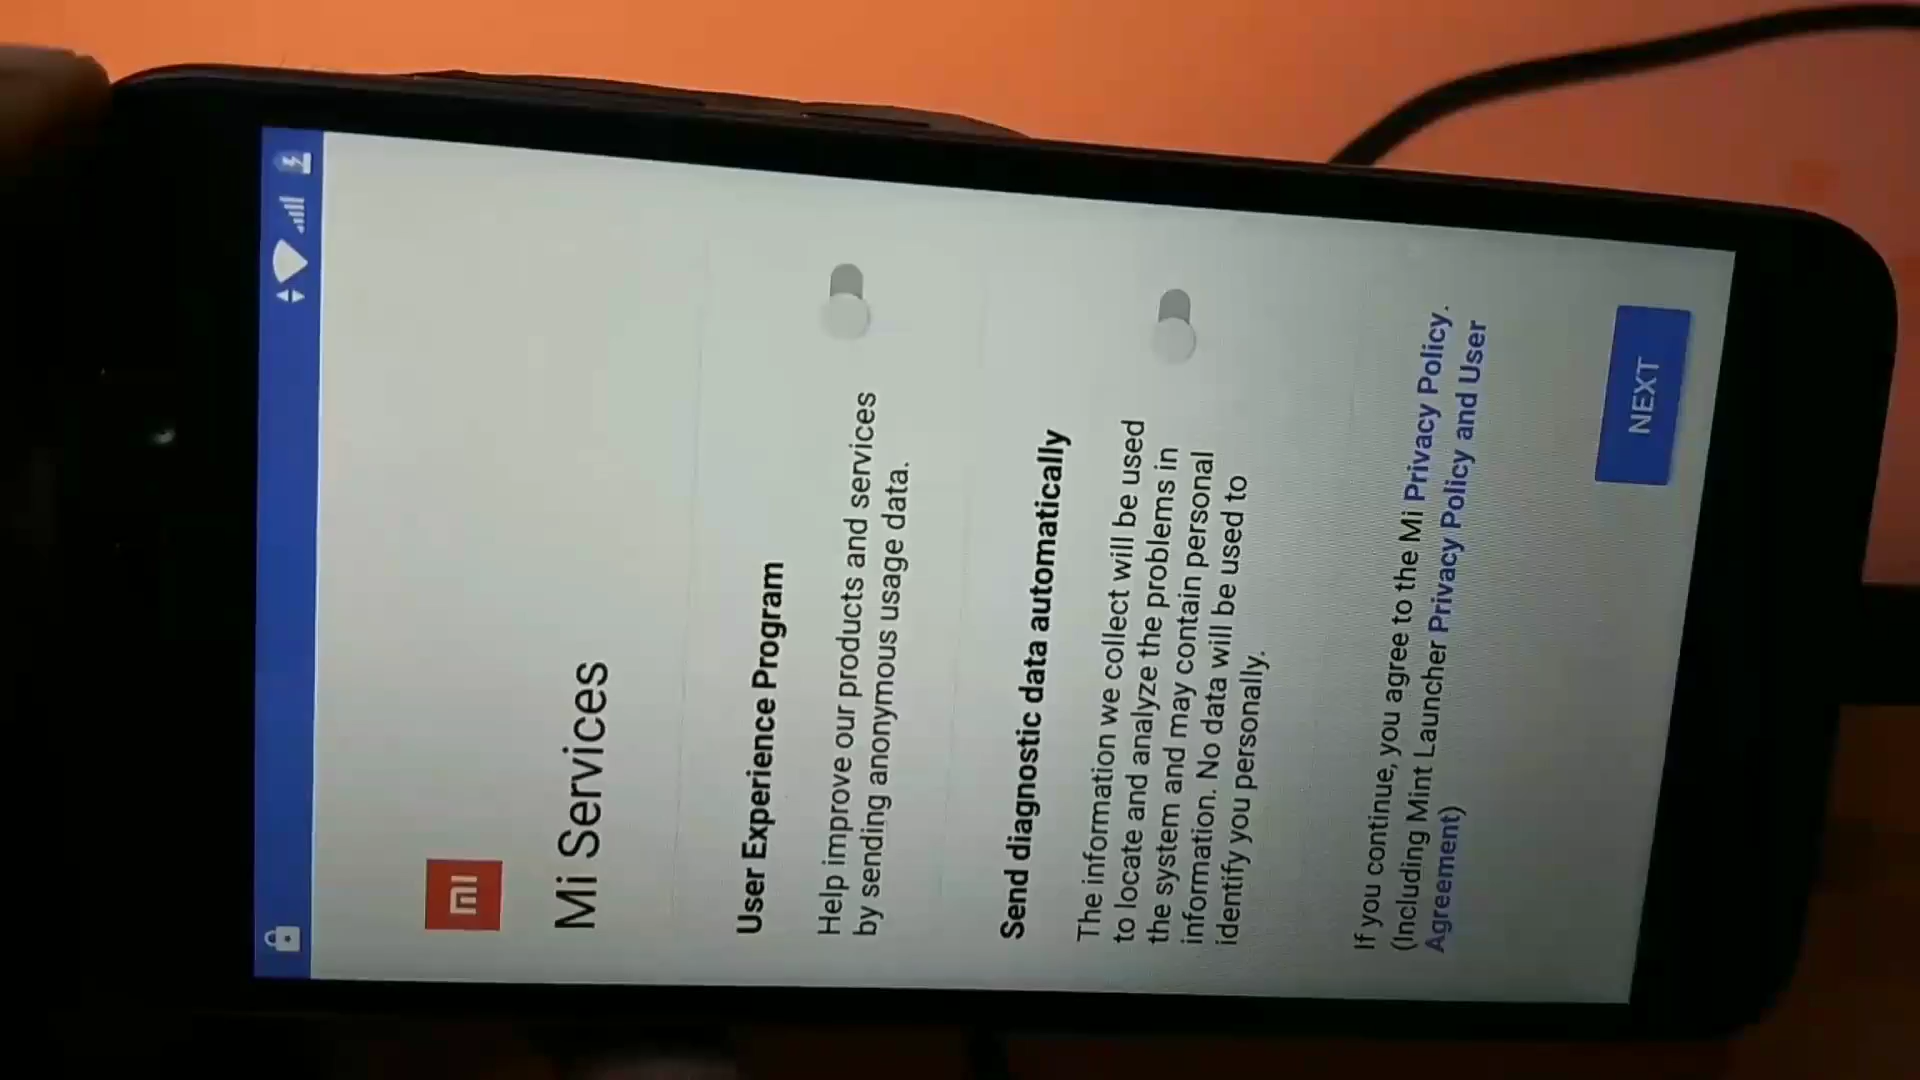 mi
Mi Services
User Experience Program
Help improve our products and services
by sending anonymous usage data.
Send diagnostic data automatically
The information we collect will be used
to locate and analyze the problems in
the system and may contain personal
information. No data will be used to
identify you personally.
If you continue, you agree to the Mi Privacy Policy.
(Including Mint Launcher Privacy Policy and User
Agreement)
NEXT